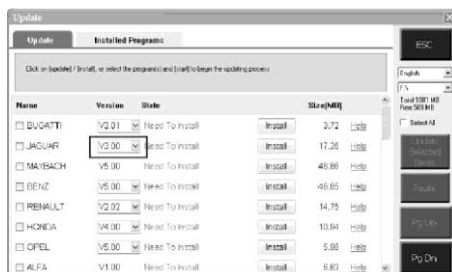 Update
Update Installed Programs
ESC
Click on [update] / [install], or select the program(s) and [start] to begin the updating process
English
F:\
Total 1001 MB
Free 503 MB
Select All
Name Version State Size(MB)
BUGATTI V3.01 Need To Install Install 3.72 Help
JAGUAR V3.00 Need To Install Install 17.26 Help
MAYBACH V5.00 Need To Install Install 46.86 Help
BENZ V5.00 Need To Install Install 46.85 Help
RENAULT V2.02 Need To Install Install 14.75 Help
HONDA V4.00 Need To Install Install 10.94 Help
OPEL V5.00 Need To Install Install 5.98 Help
ALFA V1.00 Need To Install Install 6.63 Help
Update Selected Items
Pause
Pg Up
Pg Dn